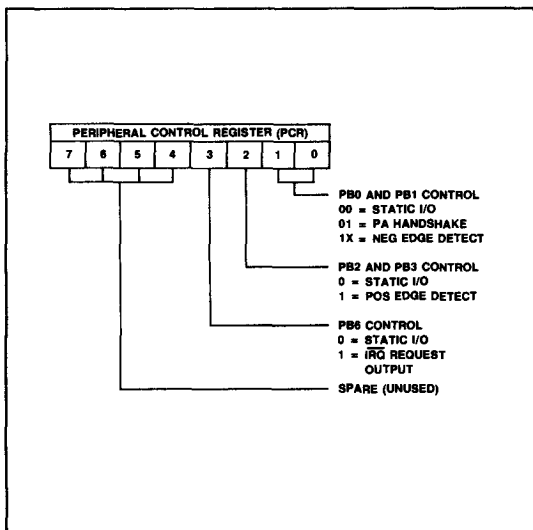 PERIPHERAL CONTROL REGISTER (PCR)
7 6 5 4 3 2 1 0
PB0 AND PB1 CONTROL
00 = STATIC I/O
01 = PA HANDSHAKE
1X = NEG EDGE DETECT
PB2 AND PB3 CONTROL
0 = STATIC I/O
1 = POS EDGE DETECT
PB6 CONTROL
0 = STATIC I/O
1 = I̅R̅Q̅ REQUEST
OUTPUT
SPARE (UNUSED)